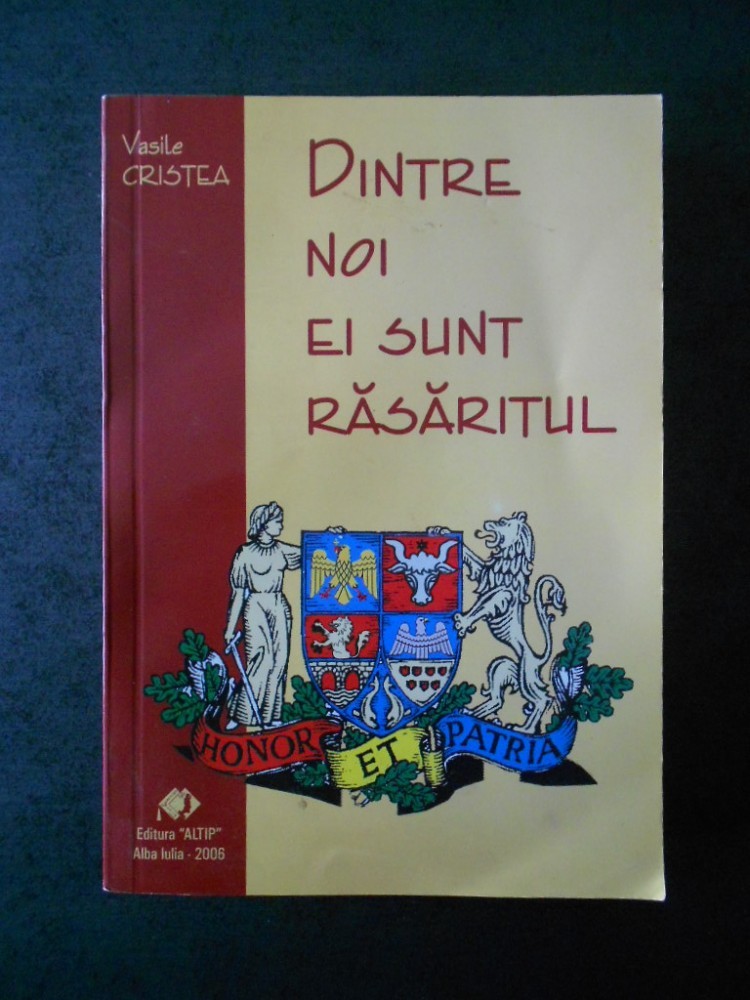 Vasile
CRISTEA
DINTRE
NOI
EI SUNT
RĂSĂRITUL
HONOR ET PATRIA
Editura "ALTIP"
Alba Iulia - 2006